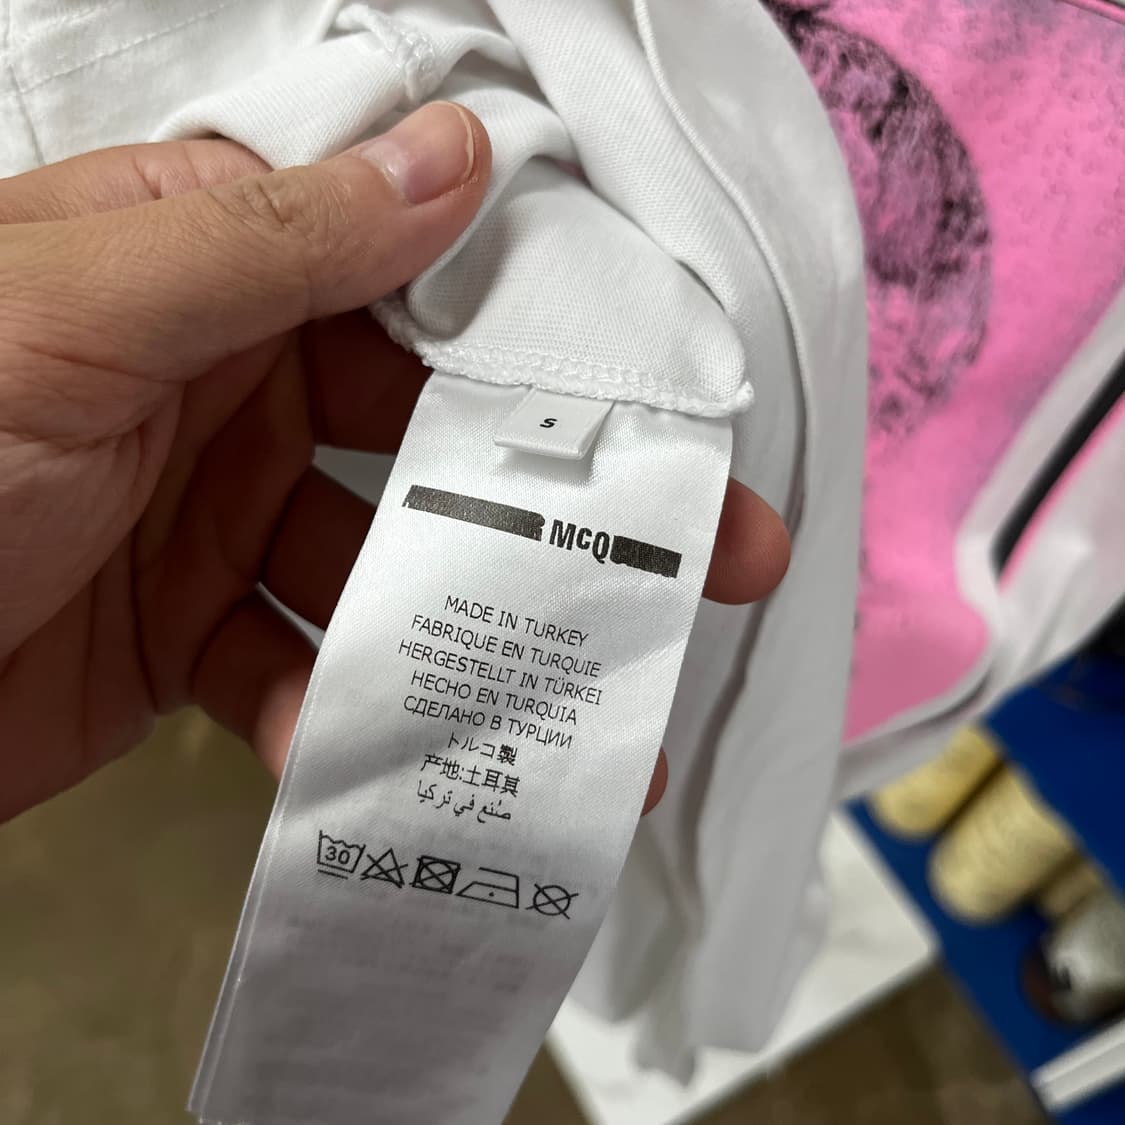 S
McQ
MADE IN TURKEY
FABRIQUE EN TURQUIE
HERGESTELLT IN TÜRKEI
HECHO EN TURQUIA
СДЕЛАНО В ТУРЦИИ
トルコ製
产地:土耳其
صنع في تركيا
30